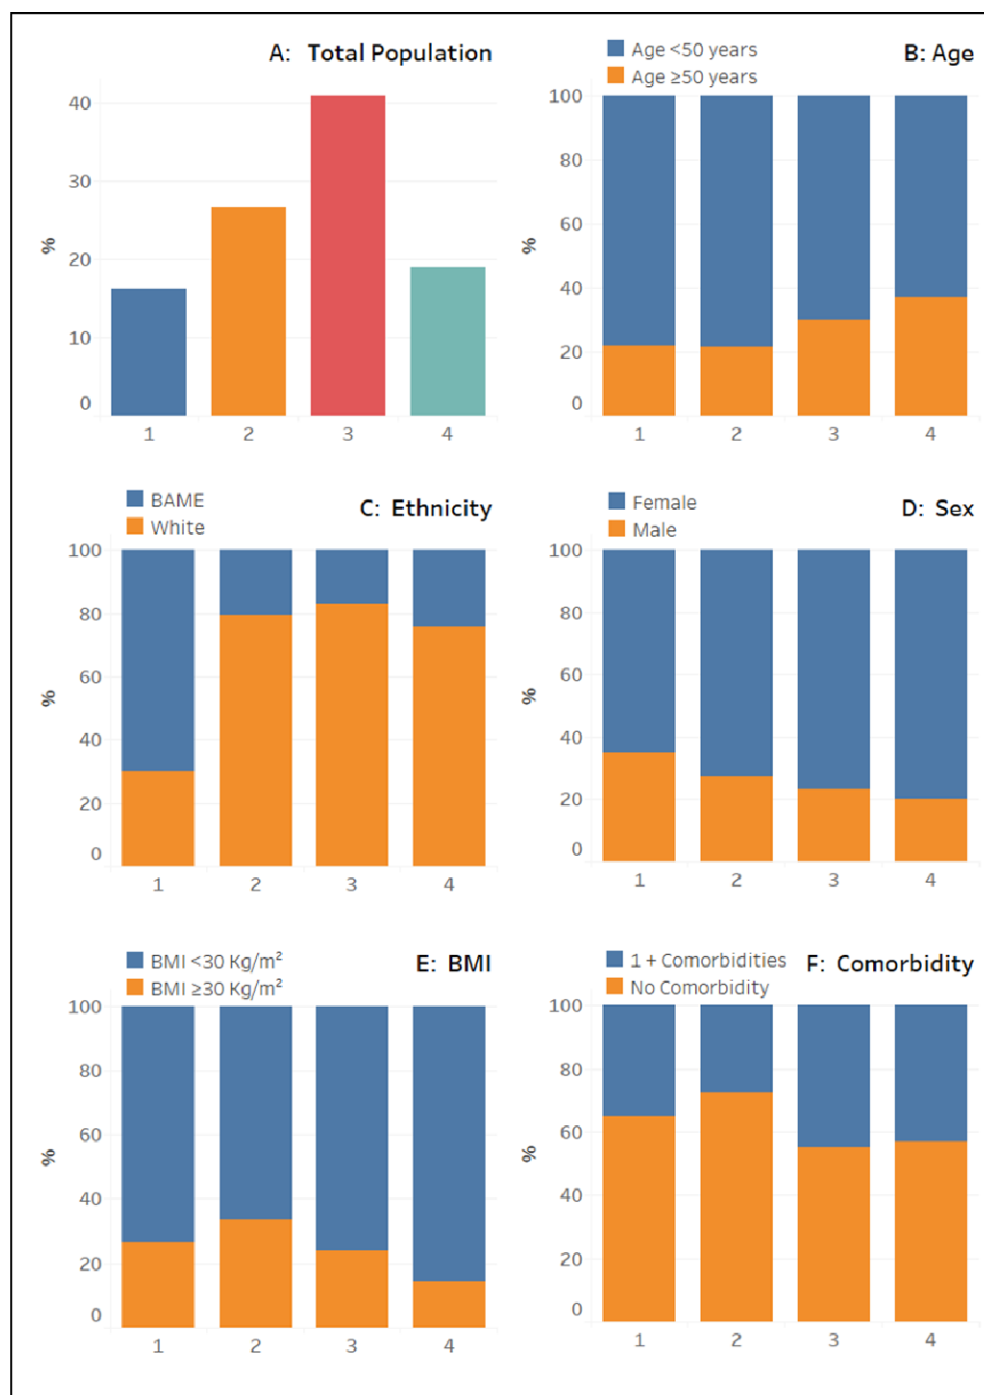 A: Total Population
40
30
20
10
0
%
1 2 3 4
Age <50 years
Age ≥50 years
B: Age
100
80
60
40
20
0
%
1 2 3 4
BAME
White
C: Ethnicity
100
80
60
40
20
0
%
1 2 3 4
Female
Male
D: Sex
100
80
60
40
20
0
%
1 2 3 4
BMI <30 Kg/m²
BMI ≥30 Kg/m²
E: BMI
100
80
60
40
20
0
%
1 2 3 4
1 + Comorbidities
No Comorbidity
F: Comorbidity
100
80
60
40
20
0
%
1 2 3 4